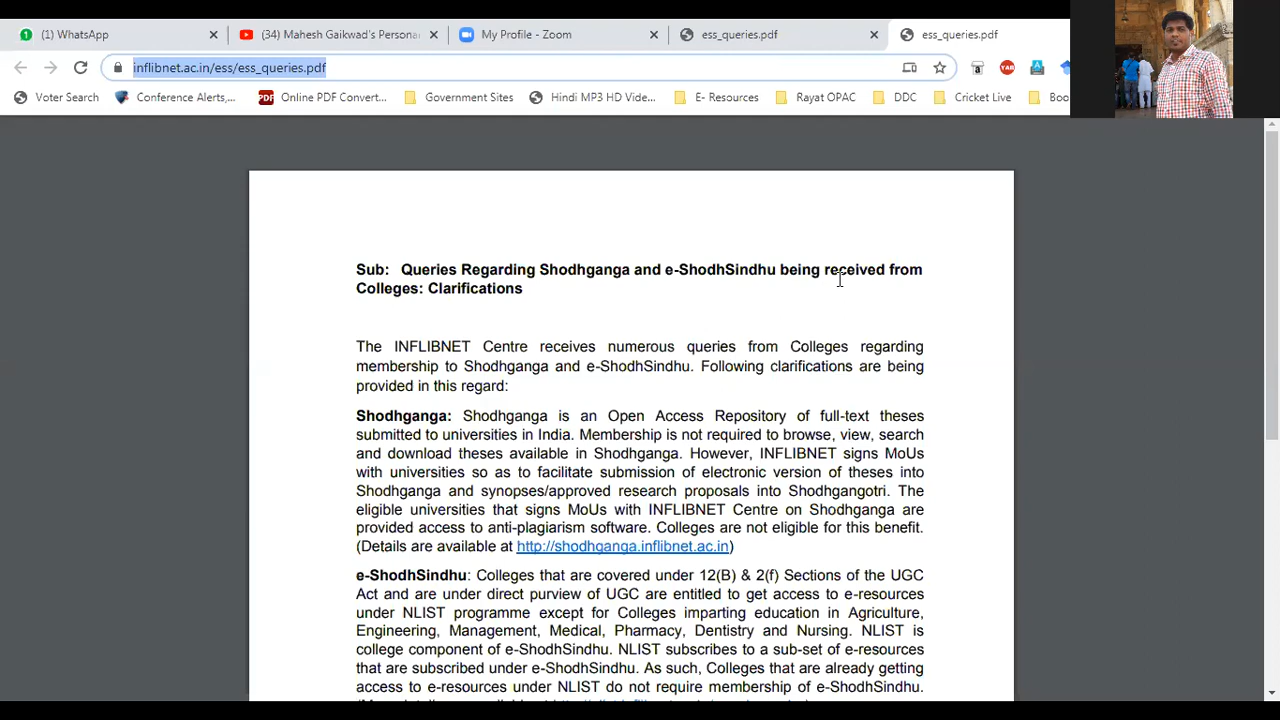 (1) WhatsApp
(34) Mahesh Gaikwad's Persona
My Profile - Zoom
ess_queries.pdf
ess_queries.pdf
inflibnet.ac.in/ess/ess_queries.pdf
Voter Search
Conference Alerts,...
PDF
Online PDF Convert...
Government Sites
Hindi MP3 HD Vide...
E- Resources
Rayat OPAC
DDC
Cricket Live
Boo
Sub: Queries Regarding Shodhganga and e-ShodhSindhu being received from
Colleges: Clarifications
The INFLIBNET Centre receives numerous queries from Colleges regarding
membership to Shodhganga and e-ShodhSindhu. Following clarifications are being
provided in this regard:
Shodhganga: Shodhganga is an Open Access Repository of full-text theses
submitted to universities in India. Membership is not required to browse, view, search
and download theses available in Shodhganga. However, INFLIBNET signs MoUs
with universities so as to facilitate submission of electronic version of theses into
Shodhganga and synopses/approved research proposals into Shodhgangotri. The
eligible universities that signs MoUs with INFLIBNET Centre on Shodhganga are
provided access to anti-plagiarism software. Colleges are not eligible for this benefit.
(Details are available at http://shodhganga.inflibnet.ac.in)
e-ShodhSindhu: Colleges that are covered under 12(B) & 2(f) Sections of the UGC
Act and are under direct purview of UGC are entitled to get access to e-resources
under NLIST programme except for Colleges imparting education in Agriculture,
Engineering, Management, Medical, Pharmacy, Dentistry and Nursing. NLIST is
college component of e-ShodhSindhu. NLIST subscribes to a sub-set of e-resources
that are subscribed under e-ShodhSindhu. As such, Colleges that are already getting
access to e-resources under NLIST do not require membership of e-ShodhSindhu.